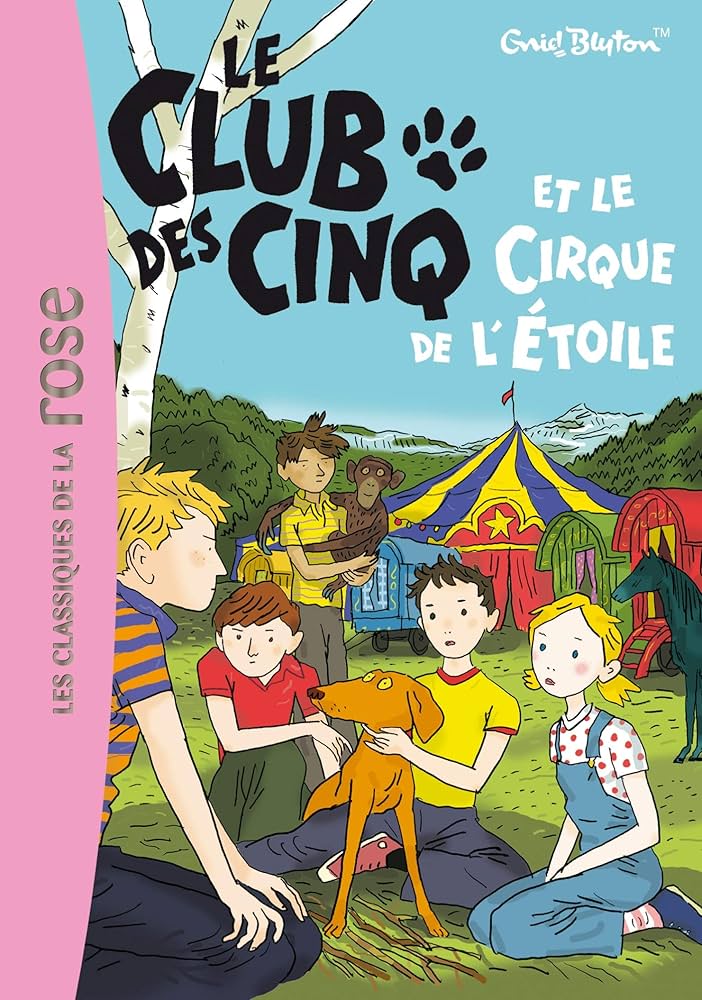 Enid Blyton™
LE
CLUB
DES CINQ
ET LE
CIRQUE
DE L'ÉTOILE
LES CLASSIQUES DE LA rose